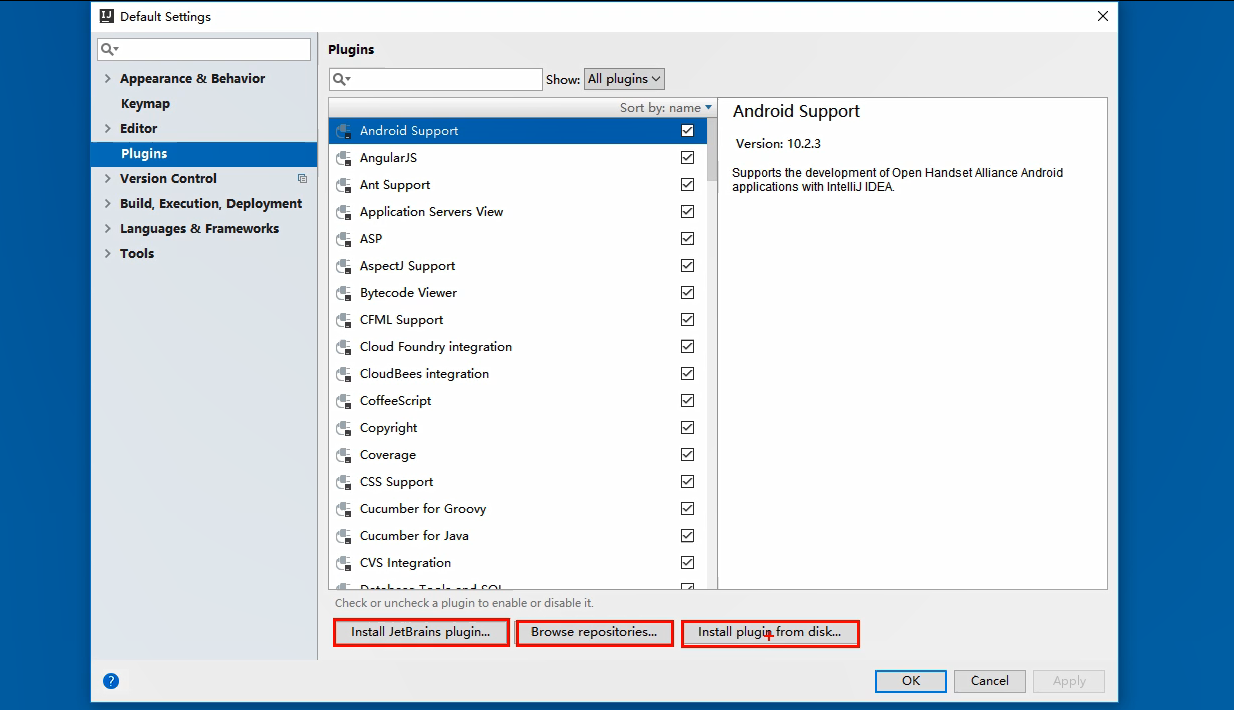 Default Settings
Appearance & Behavior
Keymap
Editor
Plugins
Version Control
Build, Execution, Deployment
Languages & Frameworks
Tools
Plugins
Show: All plugins
Sort by: name
Android Support
AngularJS
Ant Support
Application Servers View
ASP
AspectJ Support
Bytecode Viewer
CFML Support
Cloud Foundry integration
CloudBees integration
CoffeeScript
Copyright
Coverage
CSS Support
Cucumber for Groovy
Cucumber for Java
CVS Integration
Database Tools and SQL
Android Support
Version: 10.2.3
Supports the development of Open Handset Alliance Android
applications with IntelliJ IDEA.
Check or uncheck a plugin to enable or disable it.
Install JetBrains plugin... Browse repositories... Install plugin from disk...
? OK Cancel Apply